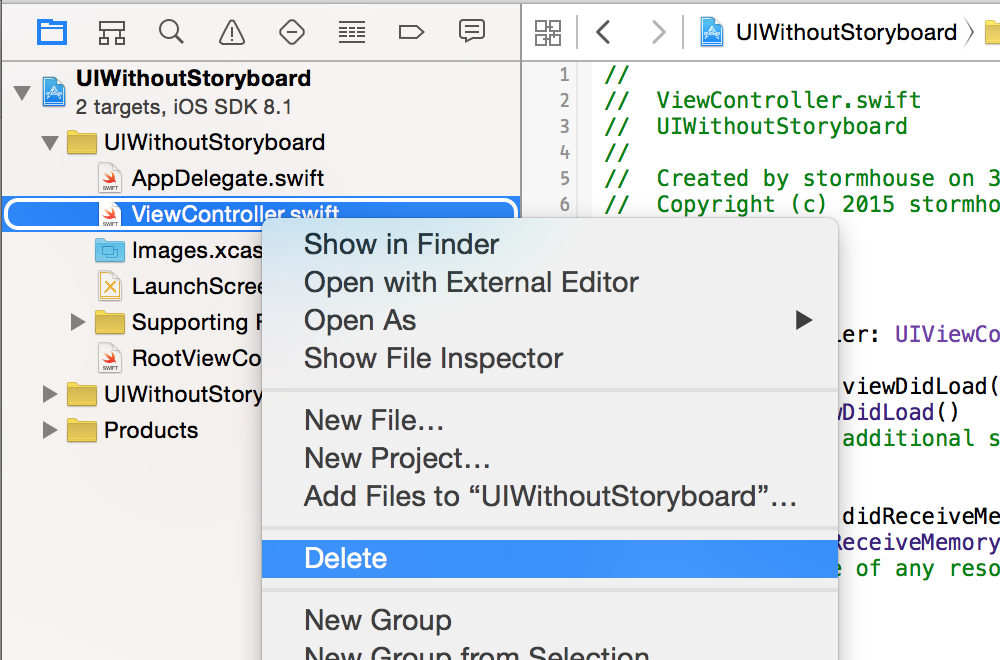 UIWithoutStoryboard
2 targets, iOS SDK 8.1
UIWithoutStoryboard
AppDelegate.swift
ViewController.swift
Images.xcas
LaunchScree
Supporting F
RootViewCo
UIWithoutStory
Products
Show in Finder
Open with External Editor
Open As
Show File Inspector
New File...
New Project...
Add Files to “UIWithoutStoryboard”...
Delete
New Group
New Group from Selection
UIWithoutStoryboard
1 //
2 // ViewController.swift
3 // UIWithoutStoryboard
4 //
5 // Created by stormhouse on 3
6 // Copyright (c) 2015 stormho
ler: UIViewCo
viewDidLoad(
wDidLoad()
additional s
didReceiveMe
ReceiveMemory
e of any reso